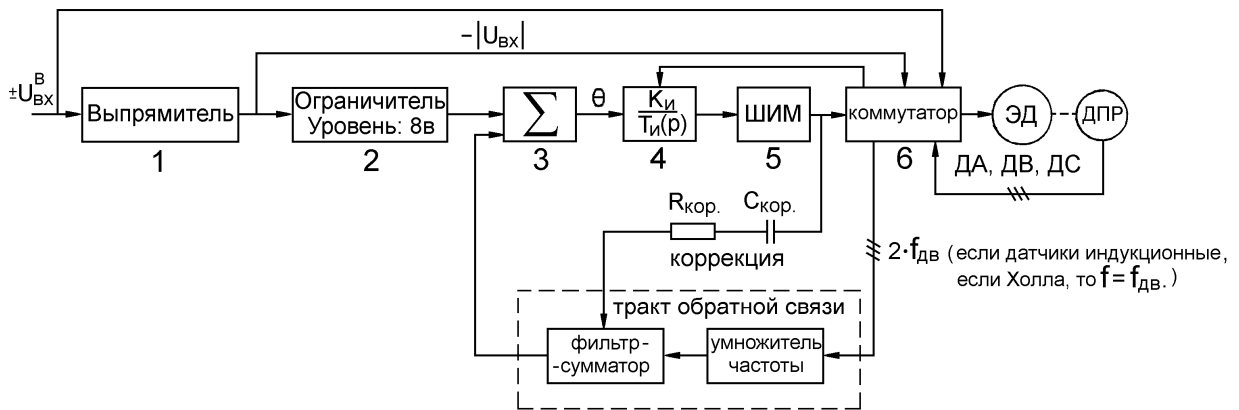 −|Uвх|
±Uвхᴮ
Выпрямитель
1
Ограничитель
Уровень: 8в
2
∑
3
θ
Kи
Tи(p)
4
ШИМ
5
коммутатор
6
ЭД
ДПР
ДА, ДВ, ДС
Rкор.
Cкор.
коррекция
2·fдв (если датчики индукционные,
если Холла, то f = fдв.)
тракт обратной связи
фильтр-
-сумматор
умножитель
частоты